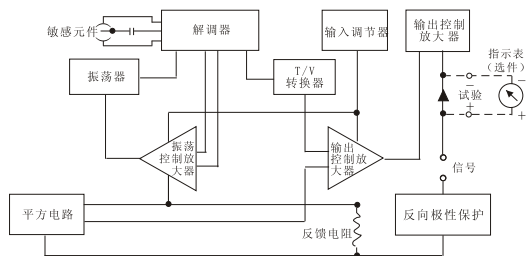 敏感元件
解调器
输入调节器
输出控制
放大器
指示表
(选件)
振荡器
T/V
转换器
−
试验
+
−
+
振荡
控制放
大器
输出
控制放
大器
信号
平方电路
反馈电阻
反向极性保护